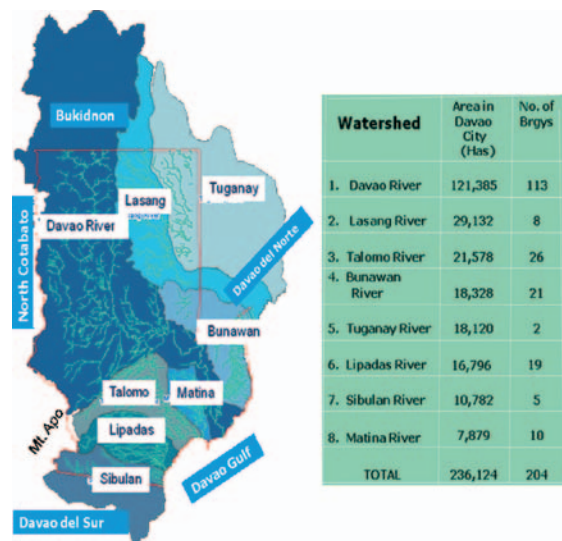 Bukidnon
Lasang
Tuganay
Davao River
North Cotabato
Davao del Norte
Bunawan
Talomo
Matina
Mt. Apo
Lipadas
Sibulan
Davao Gulf
Davao del Sur
Watershed Area in Davao City (Has) No. of Brgys
1. Davao River 121,385 113
2. Lasang River 29,132 8
3. Talomo River 21,578 26
4. Bunawan River 18,328 21
5. Tuganay River 18,120 2
6. Lipadas River 16,796 19
7. Sibulan River 10,782 5
8. Matina River 7,879 10
TOTAL 236,124 204